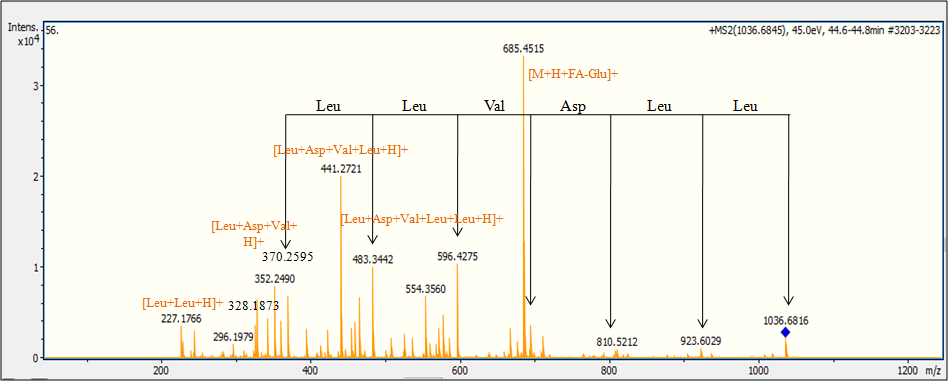 Intens.
x10⁴
56.
+MS2(1036.6845), 45.0eV, 44.6-44.8min #3203-3223
685.4515
[M+H+FA-Glu]+
Leu Leu Val Asp Leu Leu
[Leu+Asp+Val+Leu+H]+
441.2721
[Leu+Asp+Val+Leu+Leu+H]+
[Leu+Asp+Val+
H]+
370.2595
483.3442
596.4275
352.2490
554.3560
[Leu+Leu+H]+
328.1873
227.1766
296.1979
810.5212
923.6029
1036.6816
3
2
1
0
200 400 600 800 1000 1200 m/z